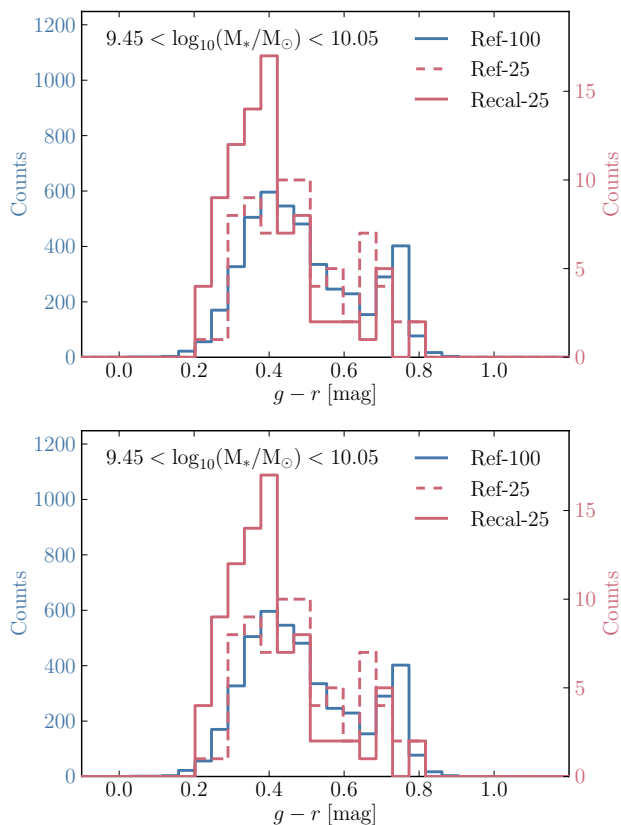 1200
1000
800
600
400
200
0
Counts
9.45 < log₁₀(M*/M⊙) < 10.05
Ref-100
Ref-25
Recal-25
15
10
5
0
Counts
0.0 0.2 0.4 0.6 0.8 1.0
g − r [mag]
1200
1000
800
600
400
200
0
Counts
9.45 < log₁₀(M*/M⊙) < 10.05
Ref-100
Ref-25
Recal-25
15
10
5
0
Counts
0.0 0.2 0.4 0.6 0.8 1.0
g − r [mag]